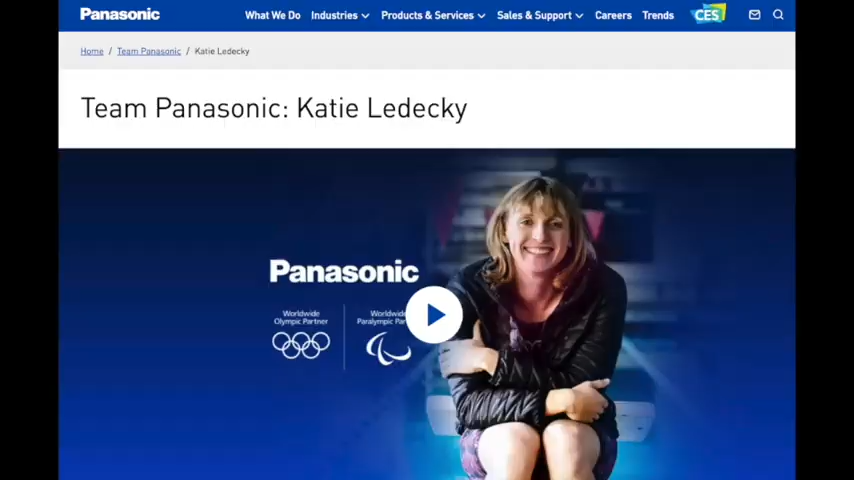 Panasonic What We Do Industries Products & Services Sales & Support Careers Trends CES
Home / Team Panasonic / Katie Ledecky
Team Panasonic: Katie Ledecky
Panasonic
Worldwide
Olympic Partner
Worldwide
Paralympic